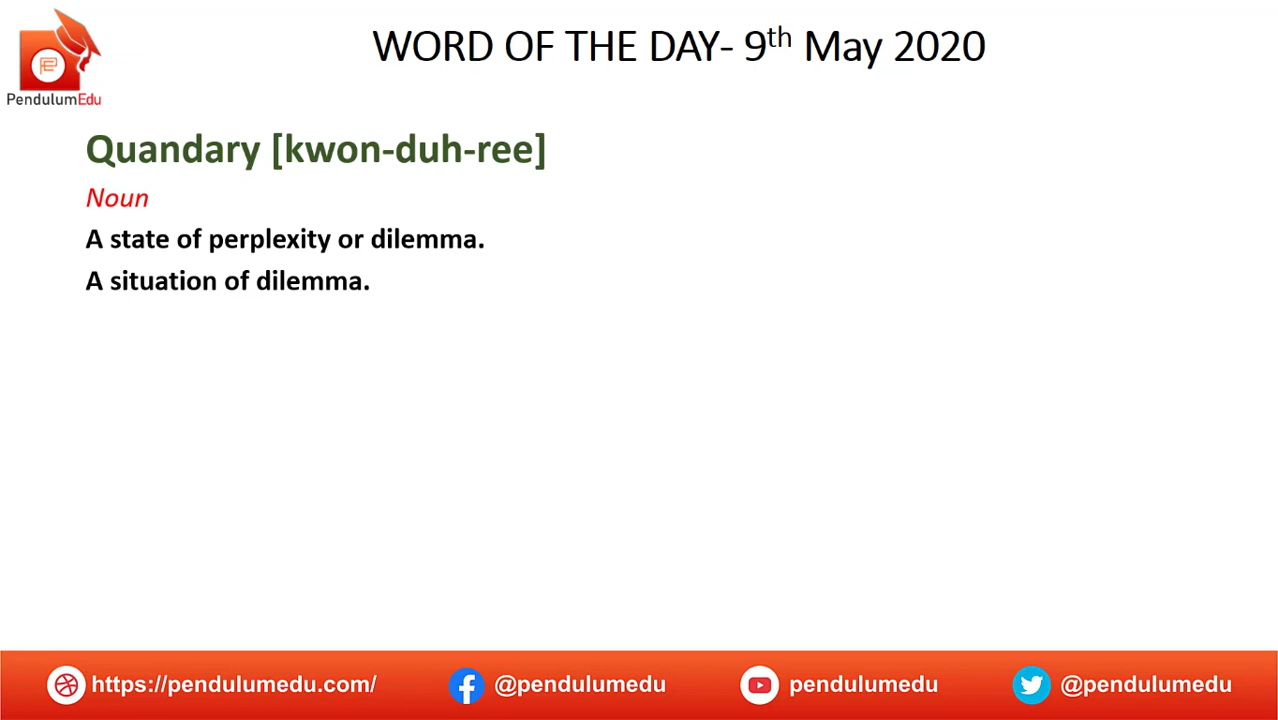 WORD OF THE DAY- 9th May 2020
PendulumEdu
Quandary [kwon-duh-ree]
Noun
A state of perplexity or dilemma.
A situation of dilemma.
https://pendulumedu.com/ @pendulumedu pendulumedu @pendulumedu